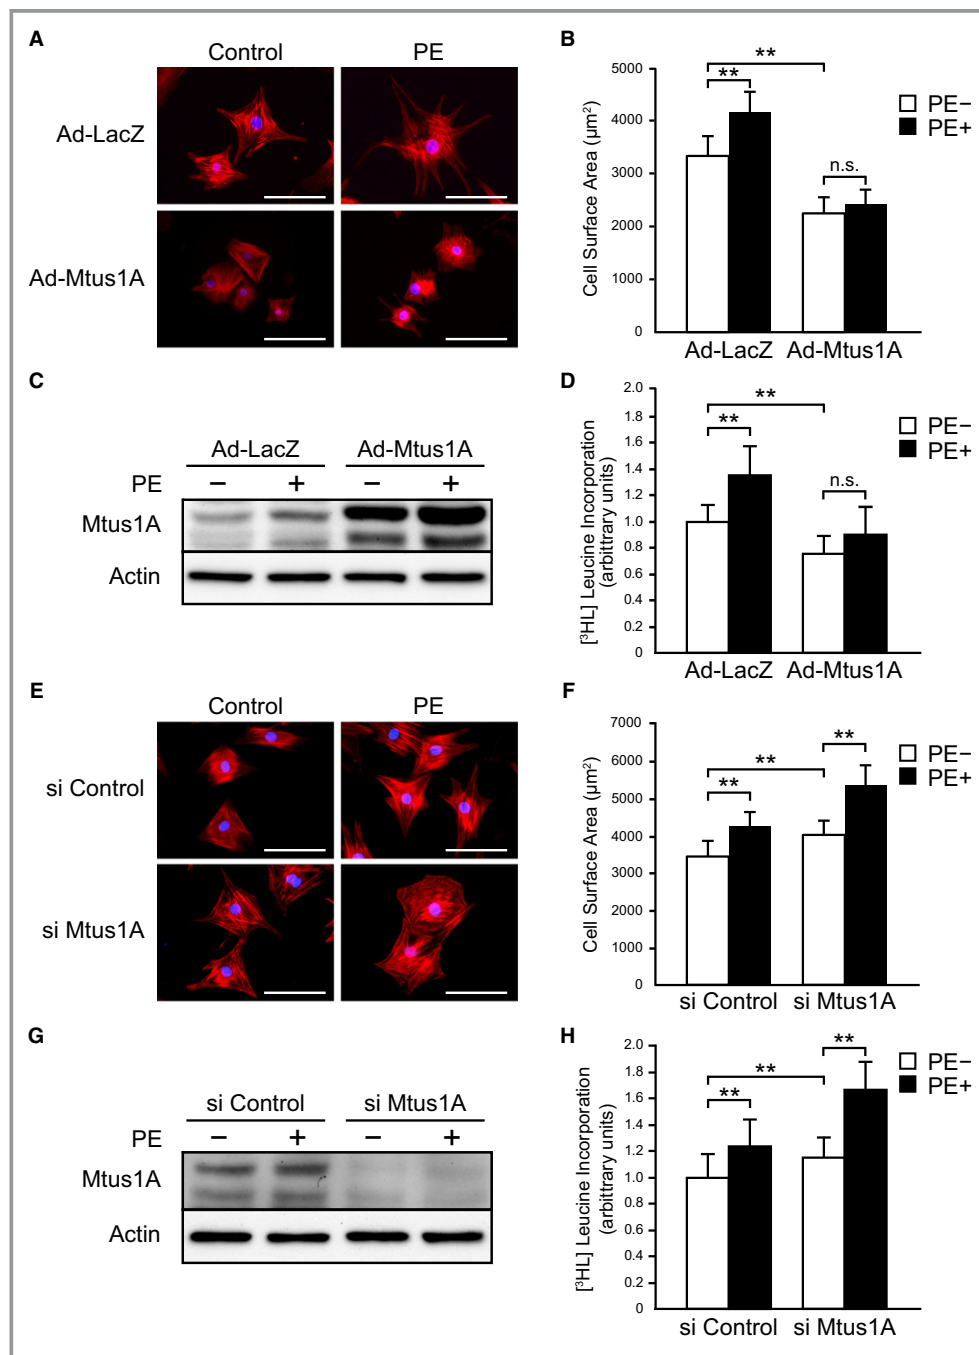 A
Control PE
Ad-LacZ
Ad-Mtus1A
B
Cell Surface Area (µm²)
5000
4000
3000
2000
1000
0
**
**
n.s.
PE−
PE+
Ad-LacZ Ad-Mtus1A
C
Ad-LacZ Ad-Mtus1A
PE − + − +
Mtus1A
Actin
D
[³HL] Leucine Incorporation
(arbittrary units)
2.0
1.8
1.6
1.4
1.2
1.0
0.8
0.6
0.4
0.2
0
**
**
n.s.
PE−
PE+
Ad-LacZ Ad-Mtus1A
E
Control PE
si Control
si Mtus1A
F
Cell Surface Area (µm²)
7000
6000
5000
4000
3000
2000
1000
0
**
**
**
PE−
PE+
si Control si Mtus1A
G
si Control si Mtus1A
PE − + − +
Mtus1A
Actin
H
[³HL] Leucine Incorporation
(arbittrary units)
2.0
1.8
1.6
1.4
1.2
1.0
0.8
0.6
0.4
0.2
0
**
**
**
PE−
PE+
si Control si Mtus1A